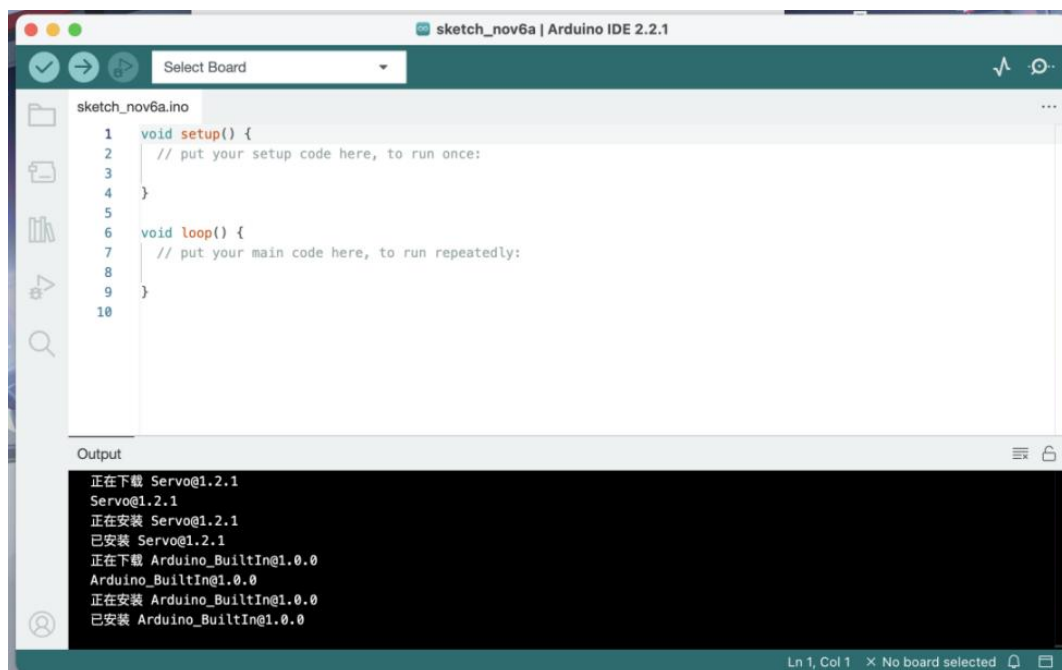 sketch_nov6a | Arduino IDE 2.2.1
Select Board
sketch_nov6a.ino
1 void setup() {
2 // put your setup code here, to run once:
3
4 }
5
6 void loop() {
7 // put your main code here, to run repeatedly:
8
9 }
10
Output
正在下载 Servo@1.2.1
Servo@1.2.1
正在安装 Servo@1.2.1
已安装 Servo@1.2.1
正在下载 Arduino_BuiltIn@1.0.0
Arduino_BuiltIn@1.0.0
正在安装 Arduino_BuiltIn@1.0.0
已安装 Arduino_BuiltIn@1.0.0
Ln 1, Col 1 × No board selected